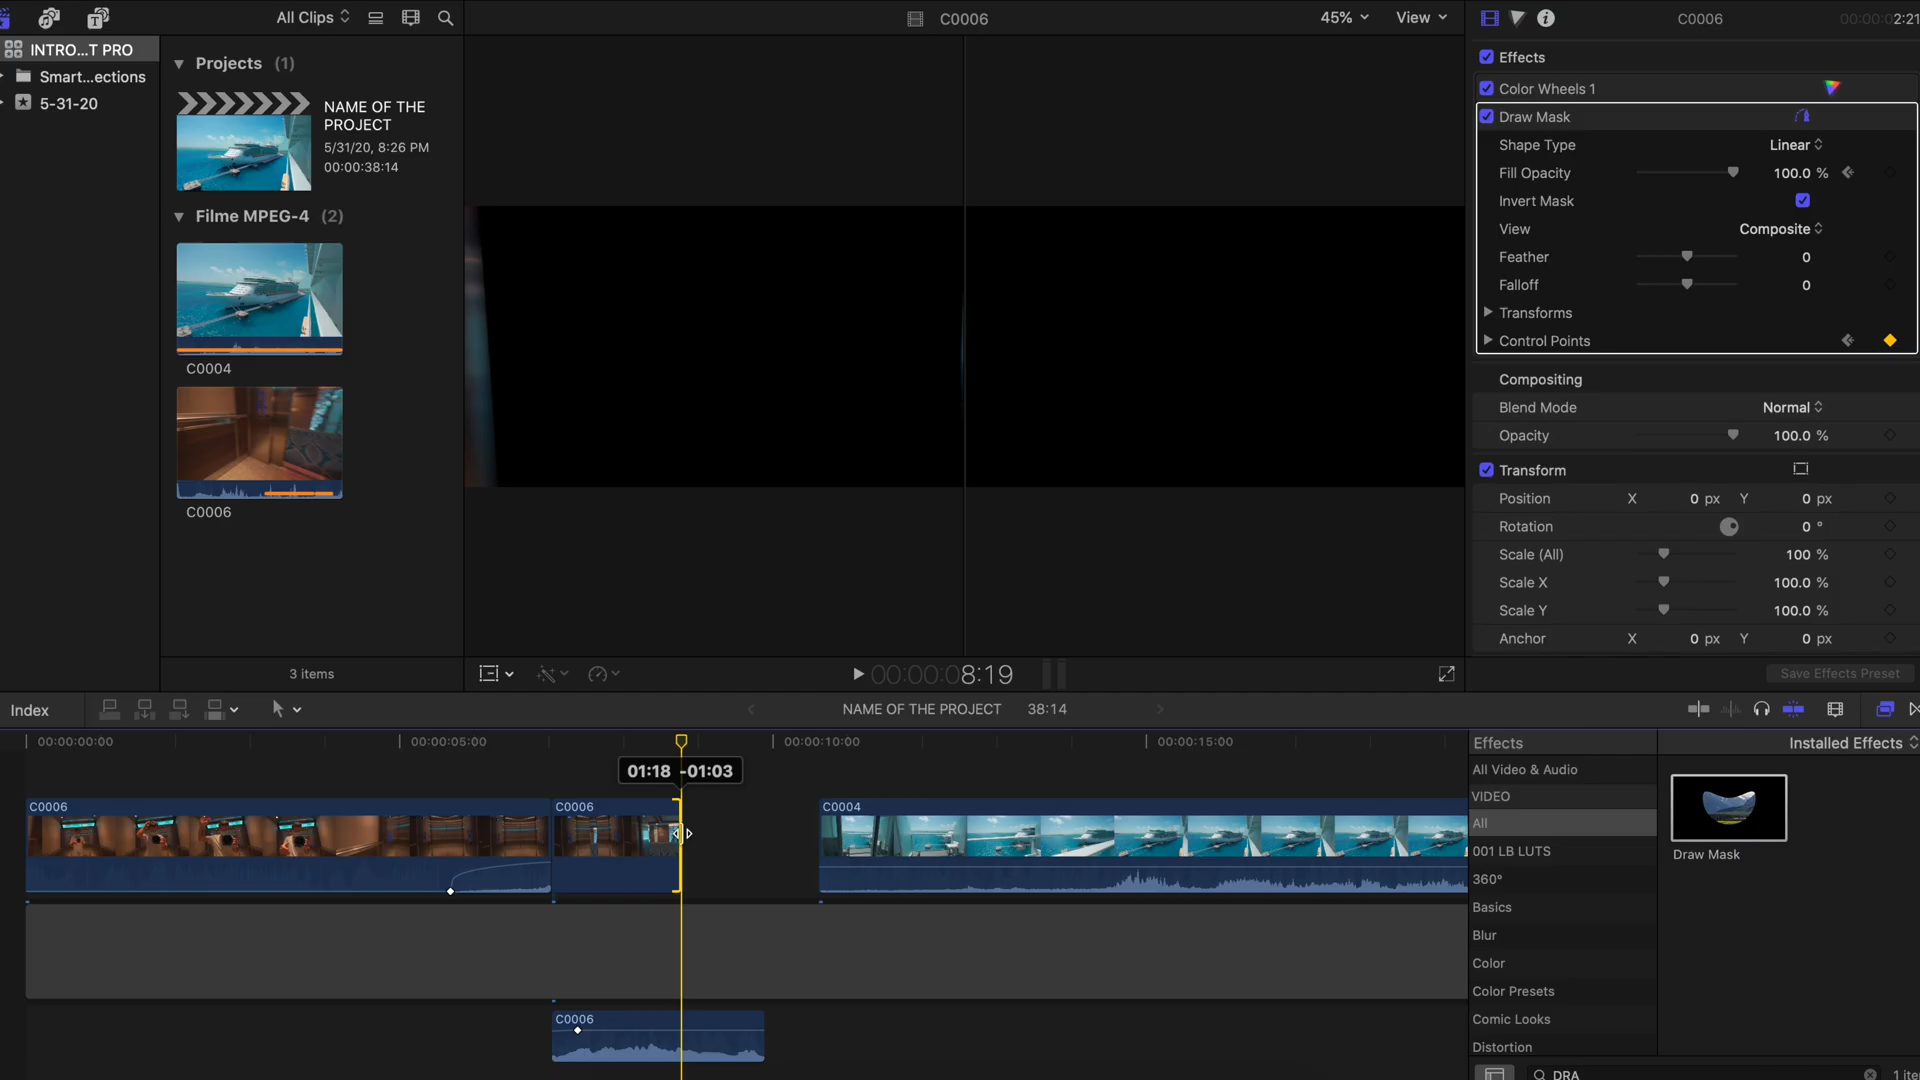 All Clips
C0006
45%
View
C0006
00:00:02:21
INTRO...T PRO
Smart...ections
5-31-20
Projects (1)
NAME OF THE
PROJECT
5/31/20, 8:26 PM
00:00:38:14
Filme MPEG-4 (2)
C0004
C0006
3 items
Effects
Color Wheels 1
Draw Mask
Shape Type Linear
Fill Opacity 100.0 %
Invert Mask
View Composite
Feather 0
Falloff 0
Transforms
Control Points
Compositing
Blend Mode Normal
Opacity 100.0 %
Transform
Position X 0 px Y 0 px
Rotation 0 °
Scale (All) 100 %
Scale X 100.0 %
Scale Y 100.0 %
Anchor X 0 px Y 0 px
Save Effects Preset
00:00:08:19
Index
NAME OF THE PROJECT 38:14
00:00:00:00
00:00:05:00
00:00:10:00
00:00:15:00
01:18 -01:03
C0006
C0006
C0004
C0006
Effects
Installed Effects
All Video & Audio
VIDEO
All
001 LB LUTS
360°
Basics
Blur
Color
Color Presets
Comic Looks
Distortion
Draw Mask
DRA